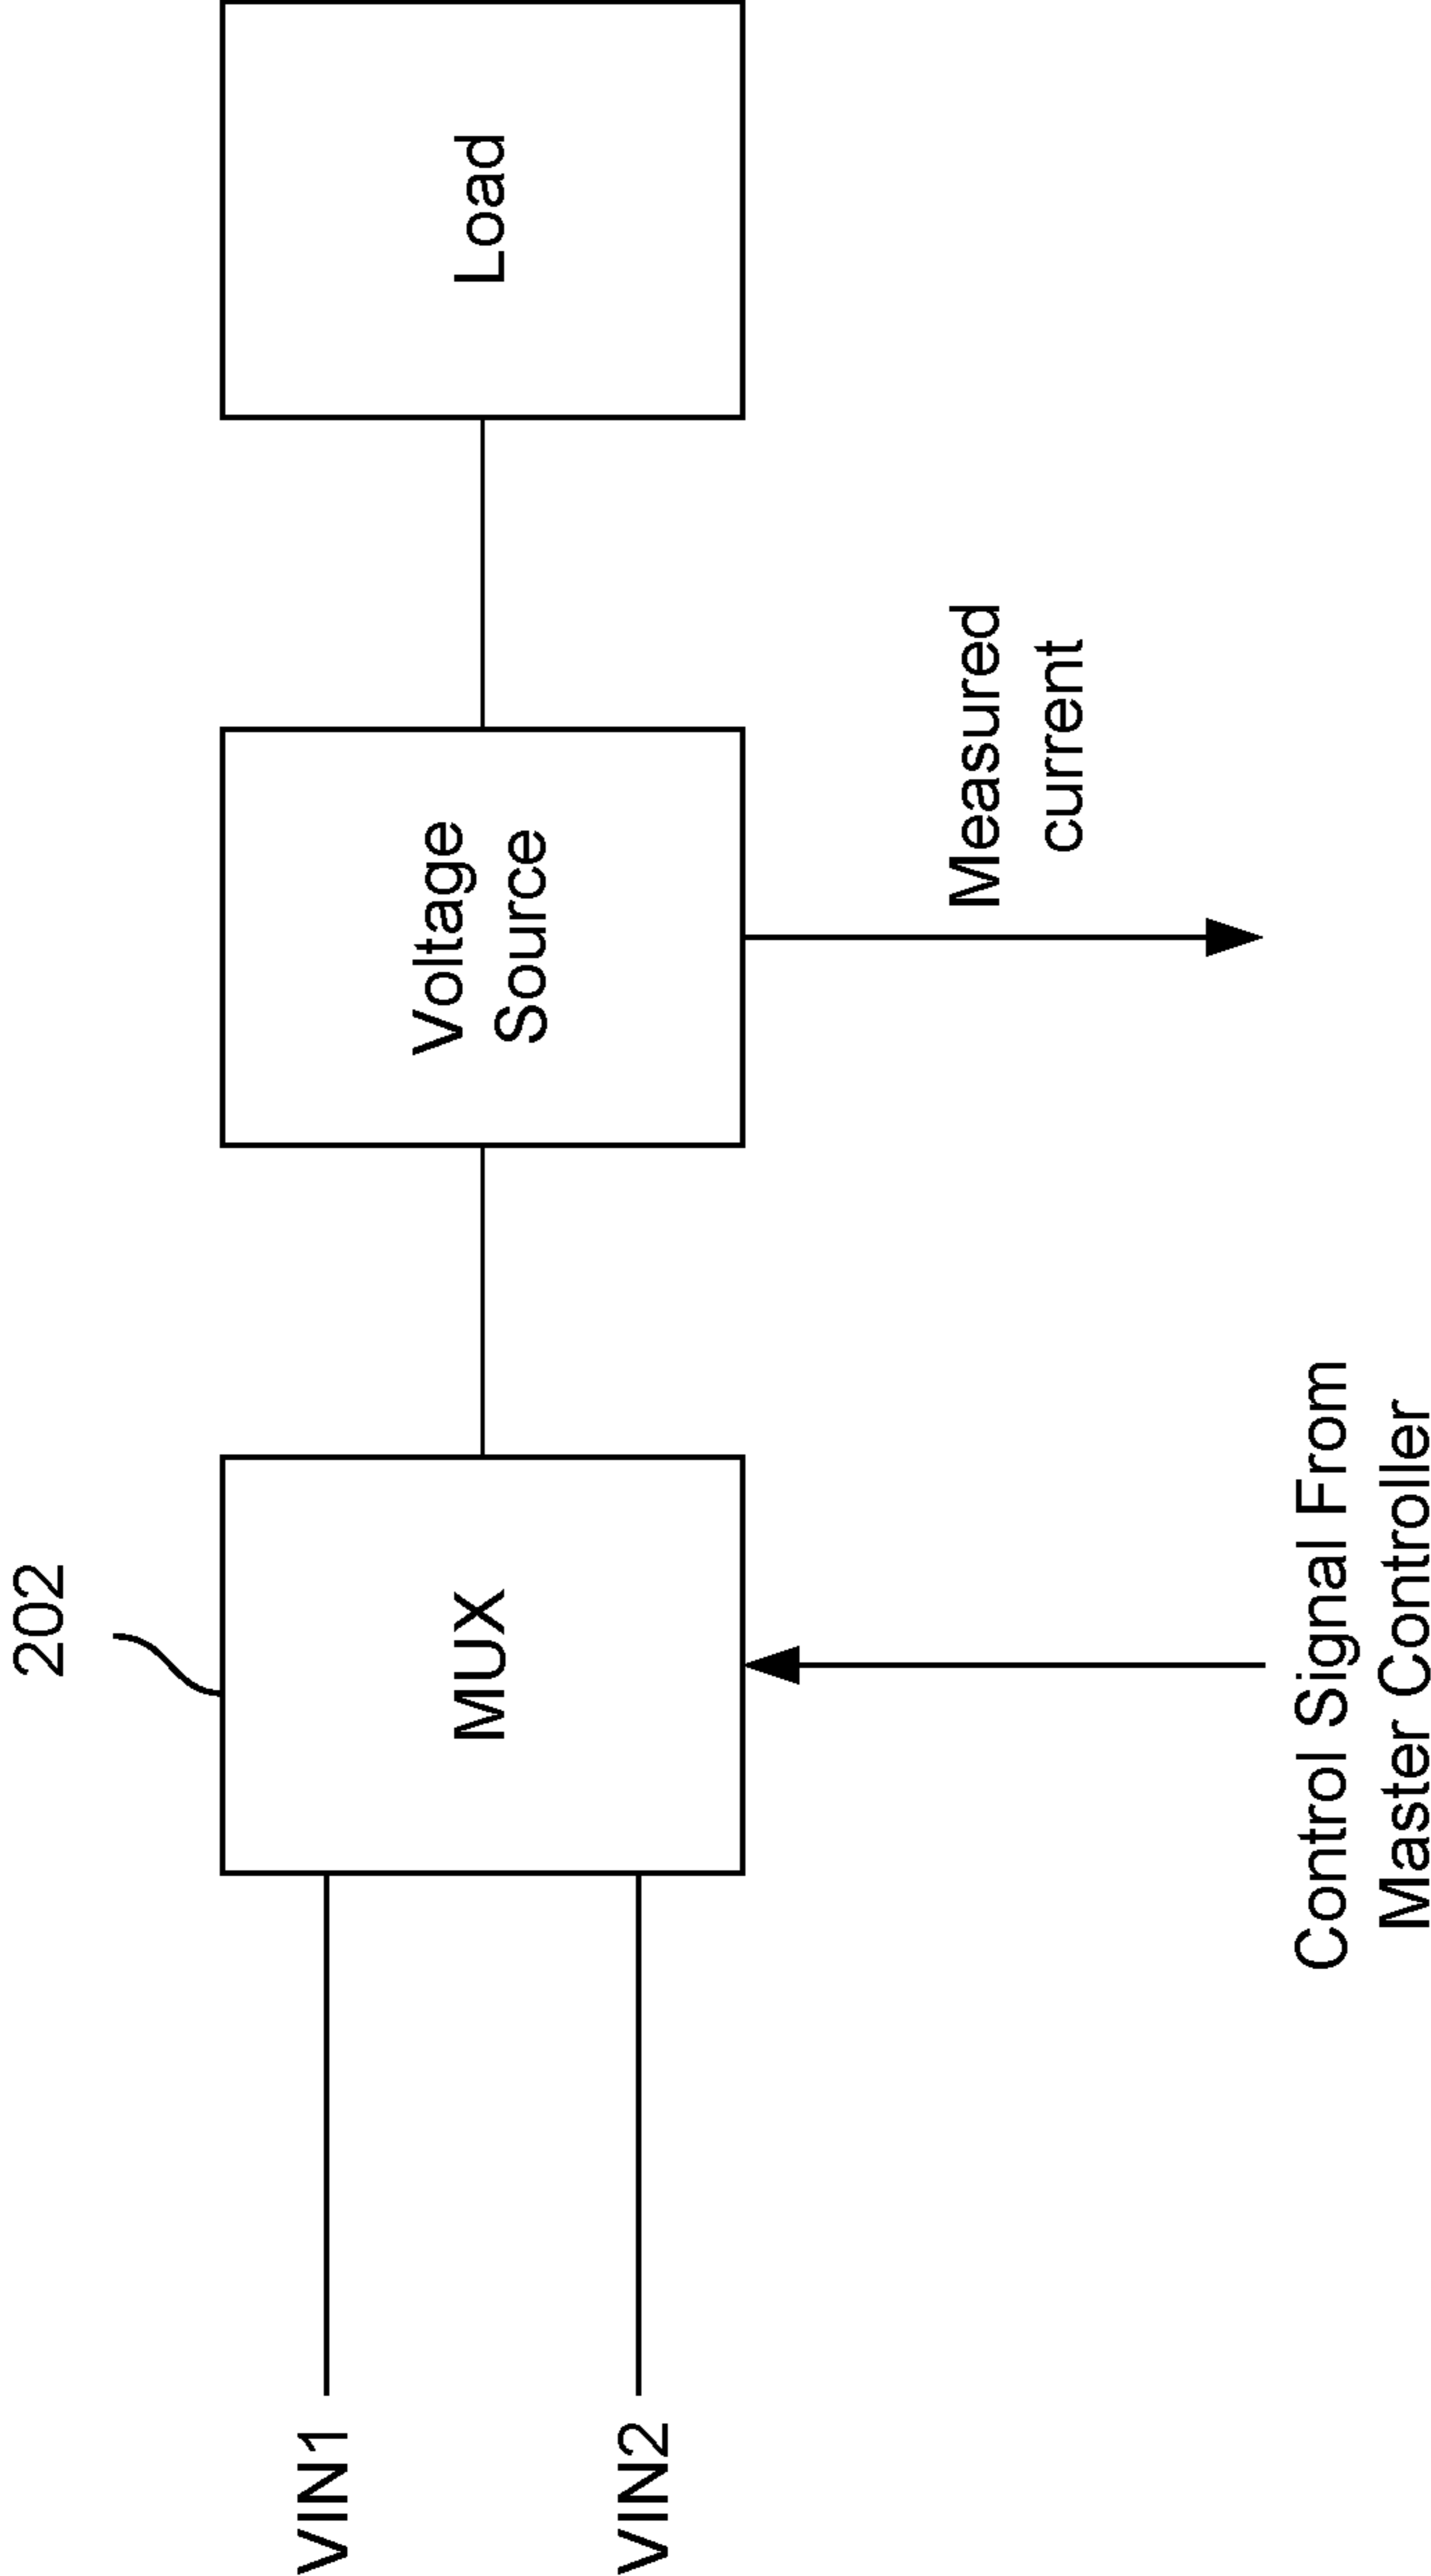 202
VIN1
VIN2
MUX
Voltage
Source
Load
Measured
current
Control Signal From
Master Controller